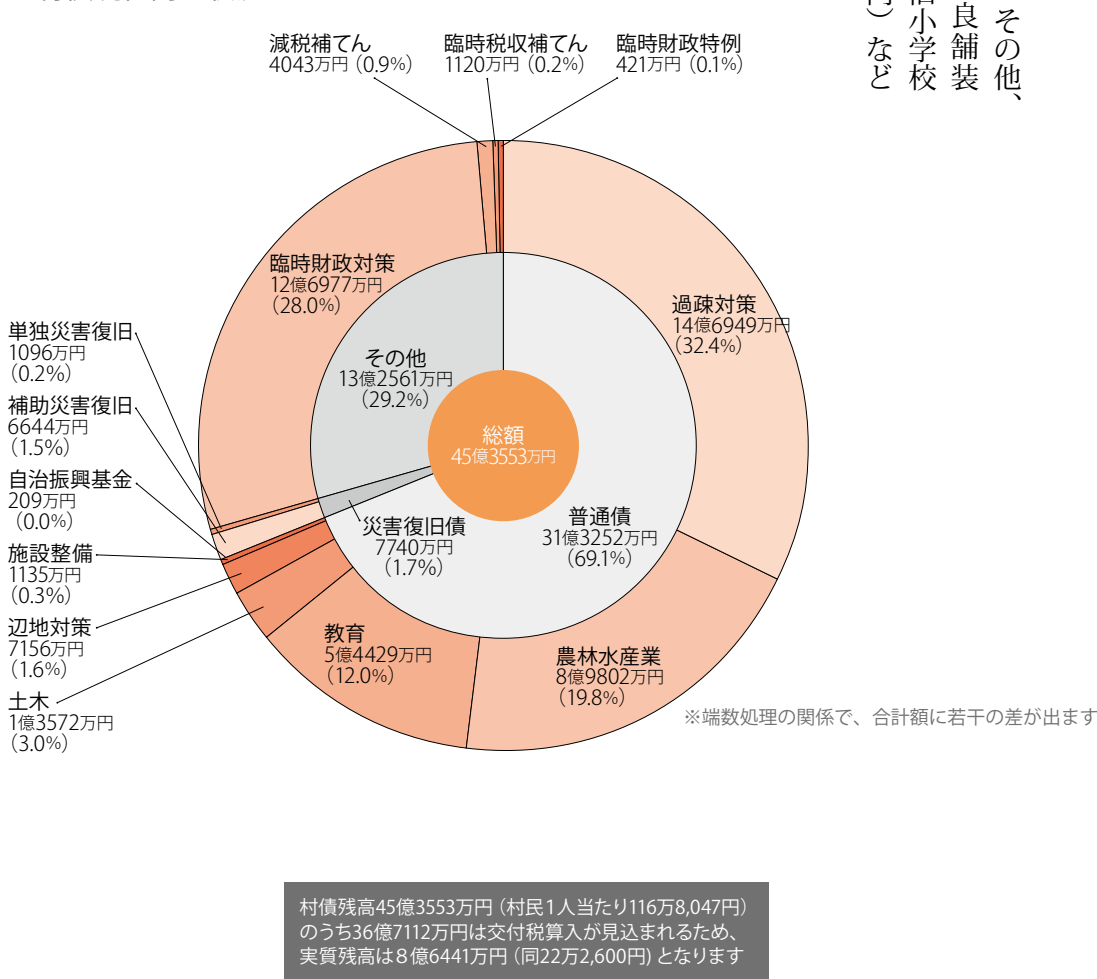 その他、
良舗装
小学校
円）など
減税補てん
4043万円（0.9%）
臨時税収補てん
1120万円（0.2%）
臨時財政特例
421万円（0.1%）
臨時財政対策
12億6977万円
（28.0%）
過疎対策
14億6949万円
（32.4%）
単独災害復旧
1096万円
（0.2%）
補助災害復旧
6644万円
（1.5%）
自治振興基金
209万円
（0.0%）
施設整備
1135万円
（0.3%）
辺地対策
7156万円
（1.6%）
土木
1億3572万円
（3.0%）
その他
13億2561万円
（29.2%）
総額
45億3553万円
災害復旧債
7740万円
（1.7%）
普通債
31億3252万円
（69.1%）
教育
5億4429万円
（12.0%）
農林水産業
8億9802万円
（19.8%）
※端数処理の関係で、合計額に若干の差が出ます
村債残高45億3553万円（村民1人当たり116万8,047円）
のうち36億7112万円は交付税算入が見込まれるため、
実質残高は8億6441万円（同22万2,600円）となります